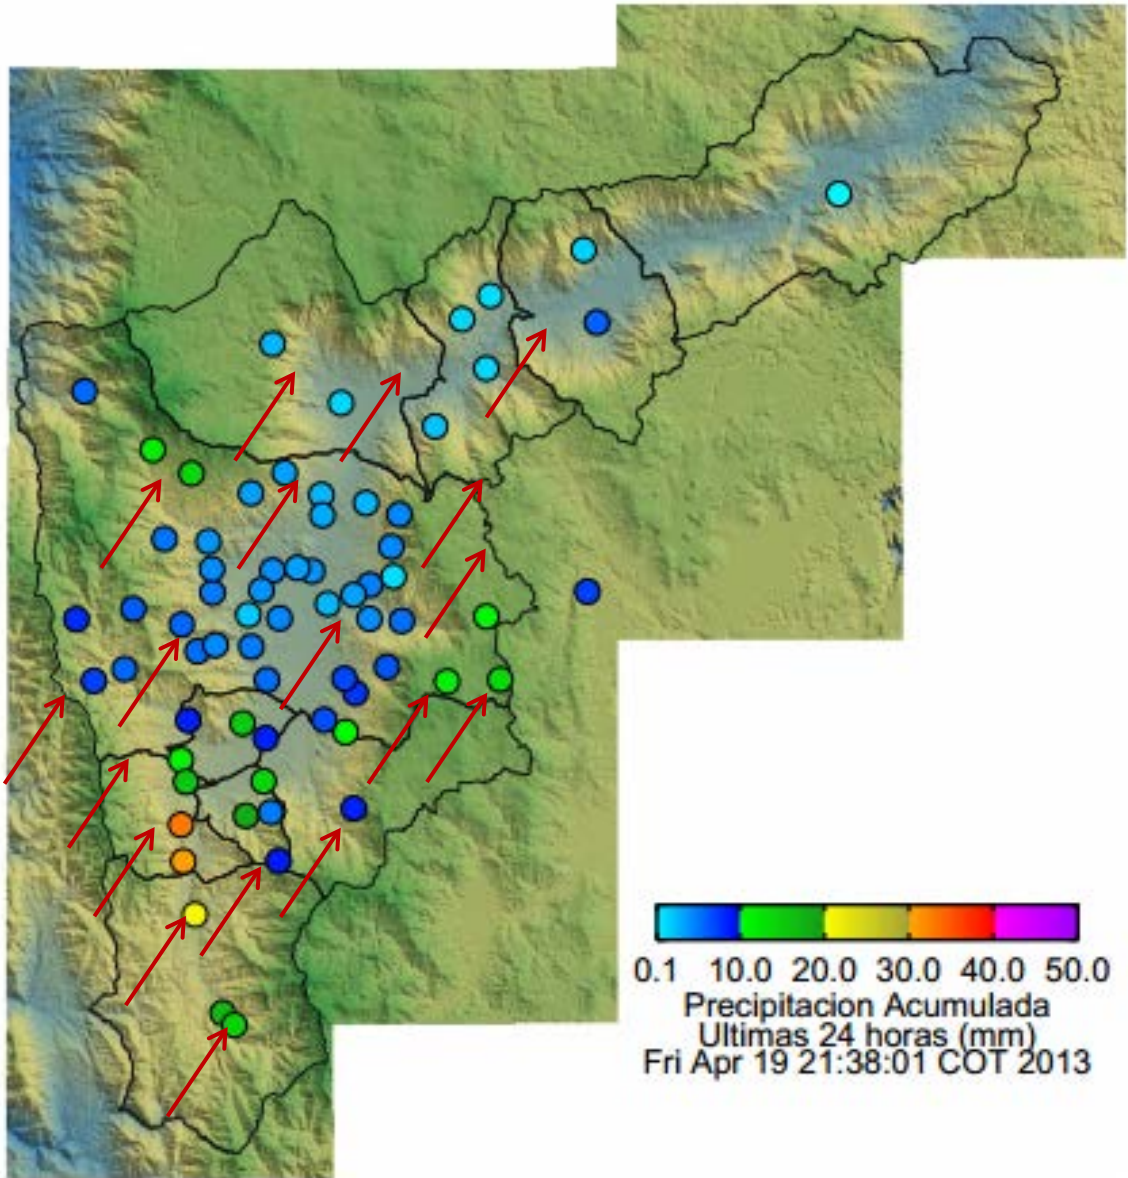 0.1 10.0 20.0 30.0 40.0 50.0
Precipitacion Acumulada
Ultimas 24 horas (mm)
Fri Apr 19 21:38:01 COT 2013